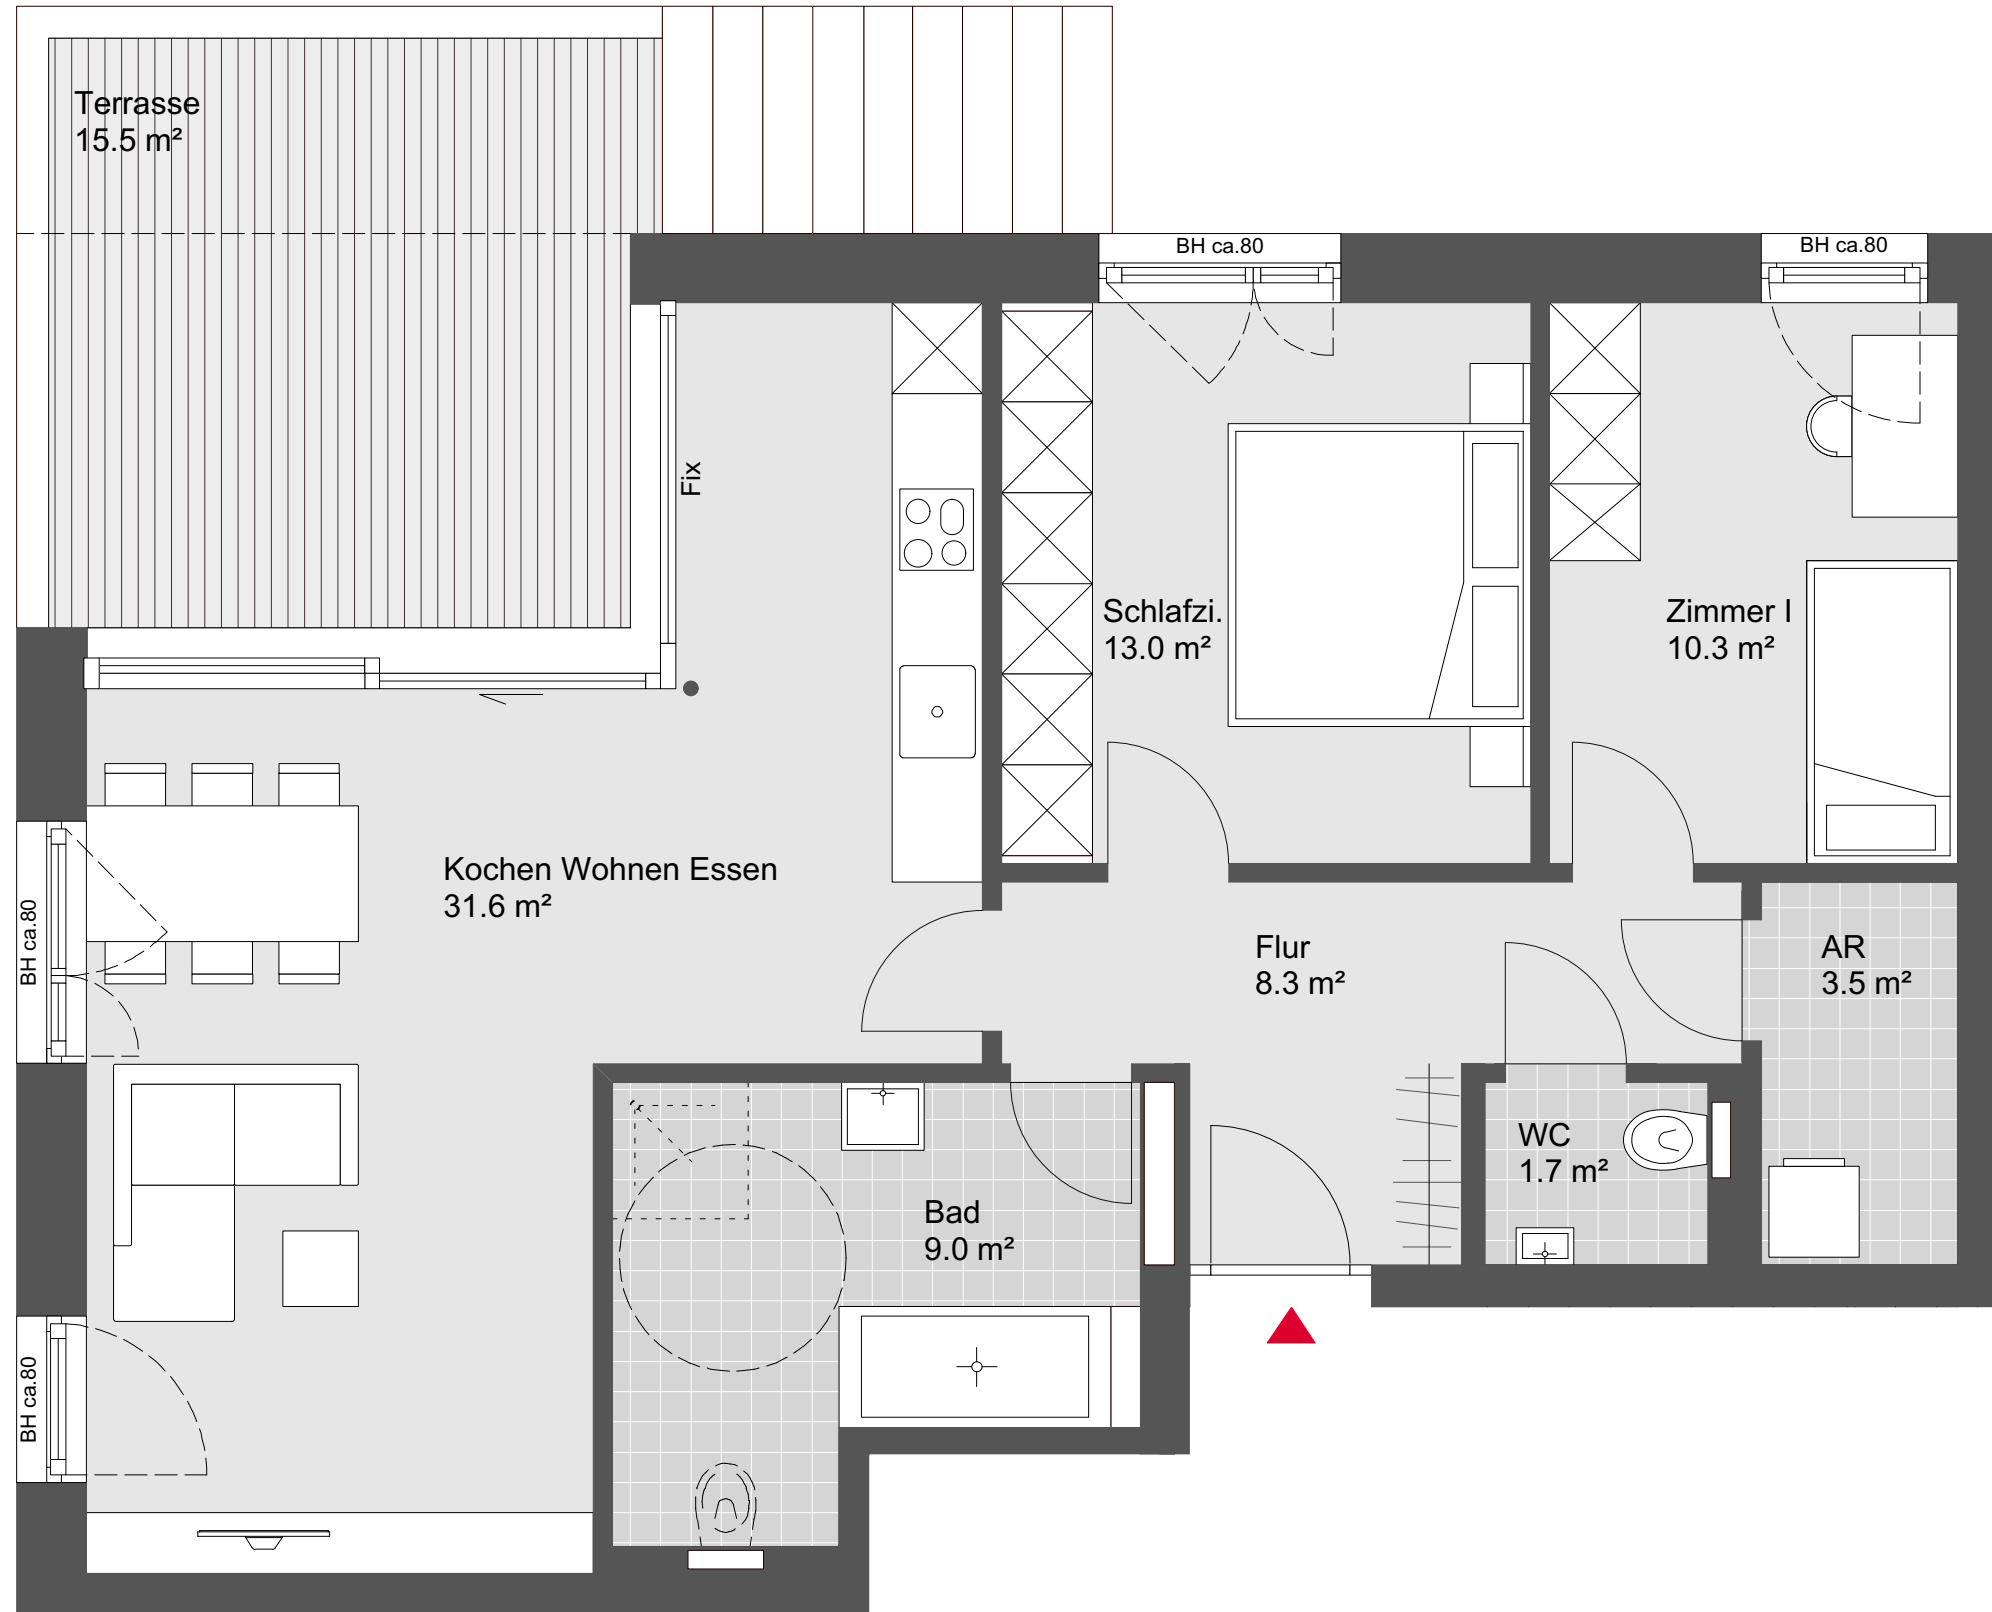 Terrasse
15.5 m²
BH ca.80
BH ca.80
Fix
Schlafzi.
13.0 m²
Zimmer I
10.3 m²
Kochen Wohnen Essen
31.6 m²
BH ca.80
Flur
8.3 m²
AR
3.5 m²
WC
1.7 m²
Bad
9.0 m²
BH ca.80